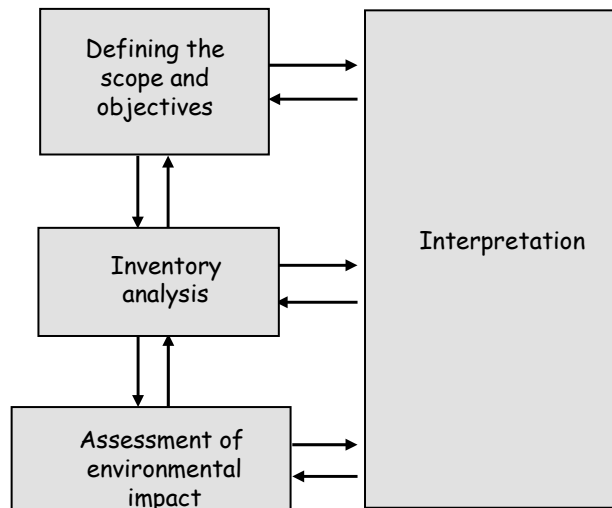 Defining the
scope and
objectives
Interpretation
Inventory
analysis
Assessment of
environmental
impact